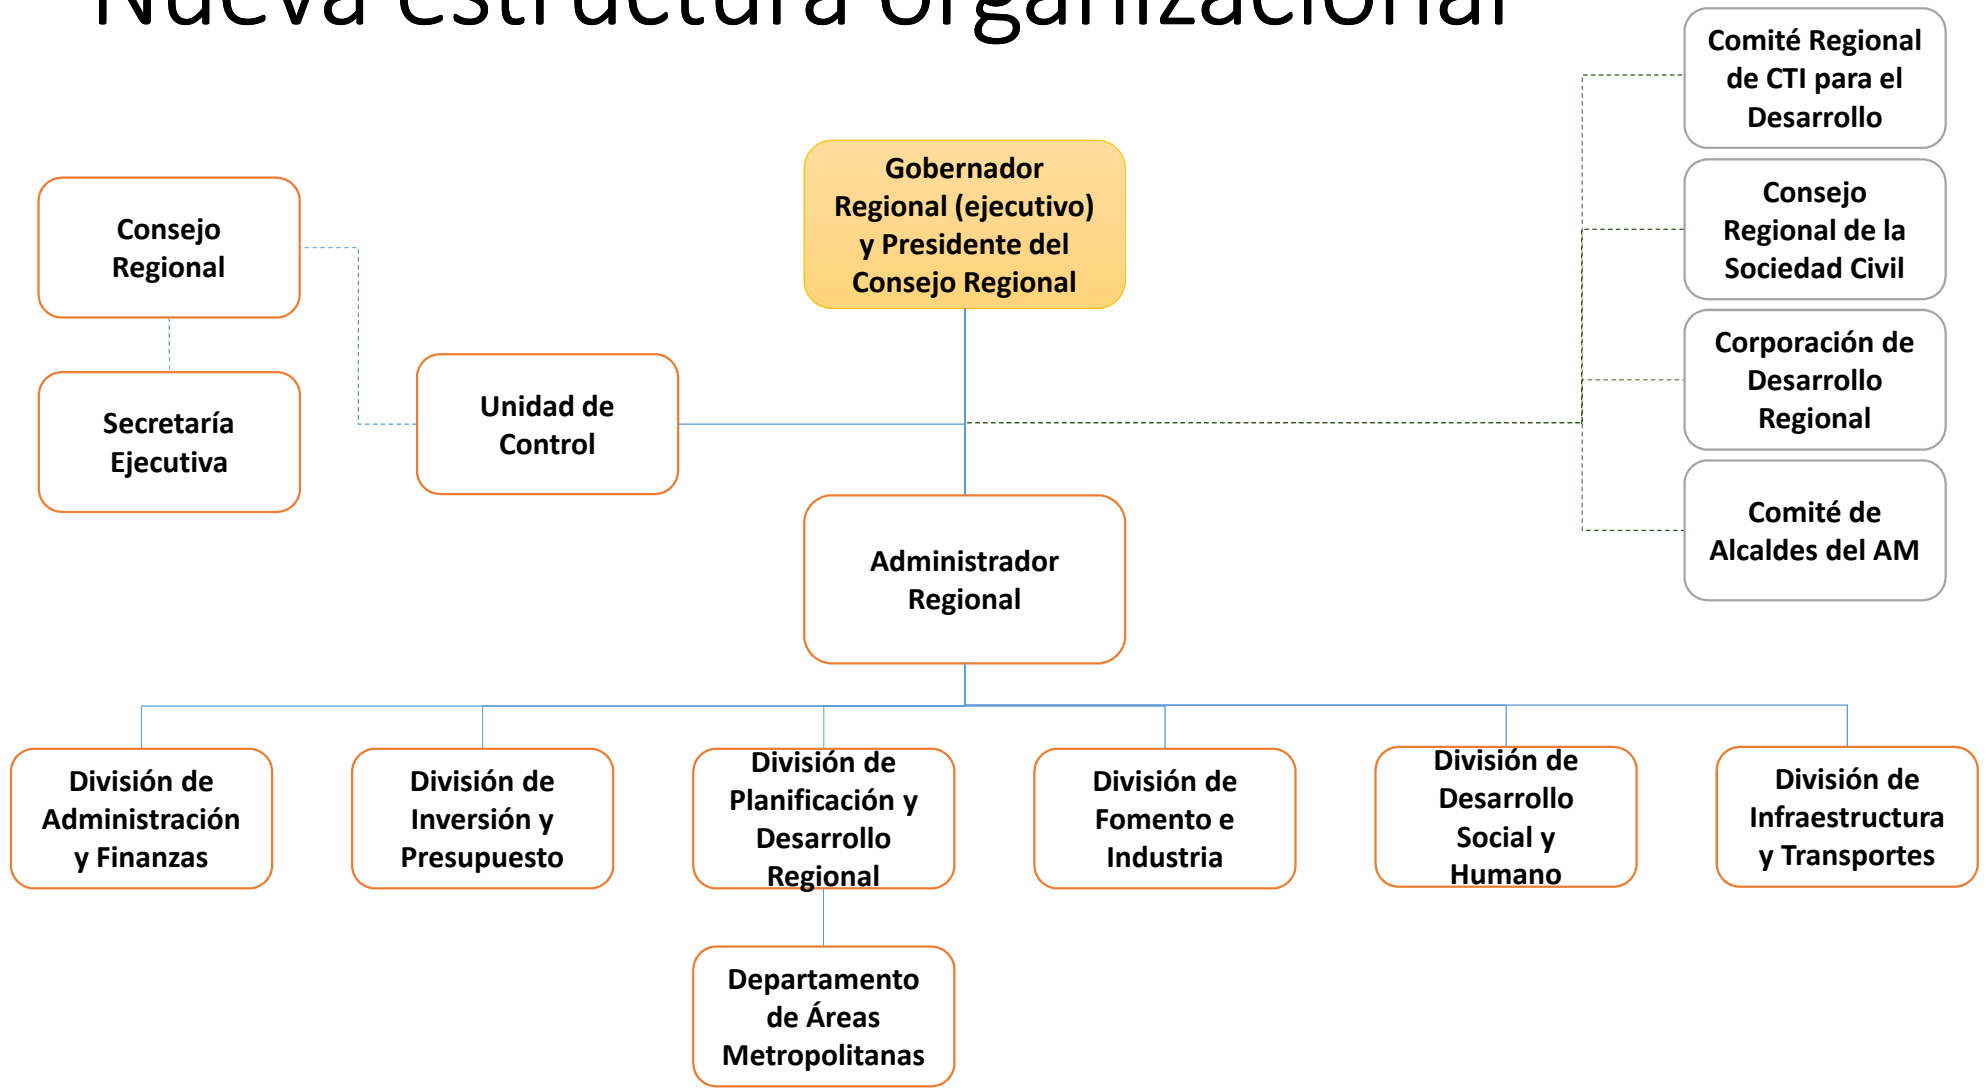 Nueva estructura organizacional
Comité Regional
de CTI para el
Desarrollo
Gobernador
Regional (ejecutivo)
y Presidente del
Consejo Regional
Consejo
Regional
Consejo
Regional de la
Sociedad Civil
Corporación de
Desarrollo
Regional
Secretaría
Ejecutiva
Unidad de
Control
Comité de
Alcaldes del AM
Administrador
Regional
División de
Administración
y Finanzas
División de
Inversión y
Presupuesto
División de
Planificación y
Desarrollo
Regional
División de
Fomento e
Industria
División de
Desarrollo
Social y
Humano
División de
Infraestructura
y Transportes
Departamento
de Áreas
Metropolitanas